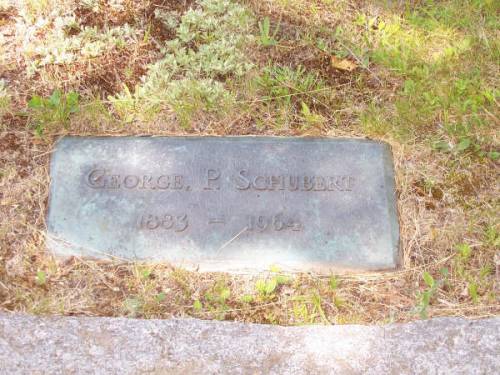 GEORGE. P. SCHUBERT
1883 – 1964